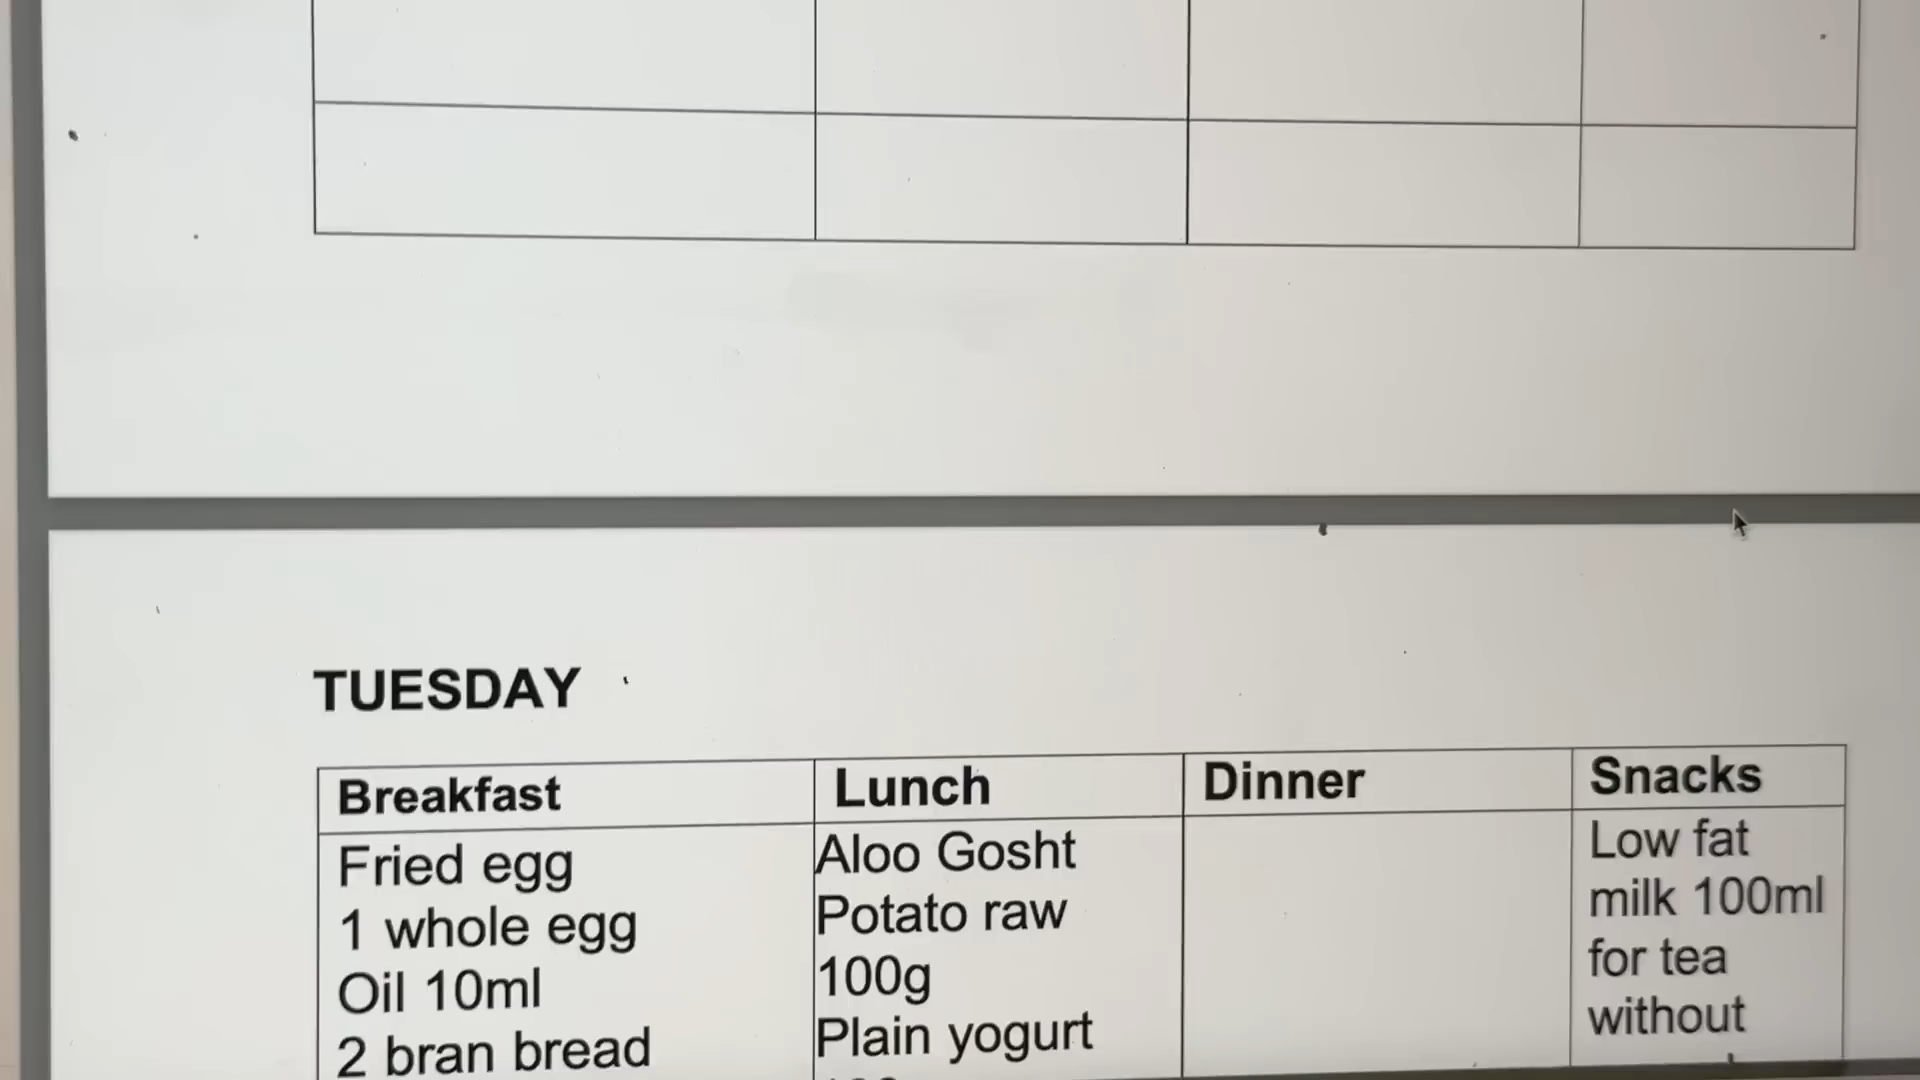 TUESDAY
Breakfast Lunch Dinner Snacks
Fried egg
1 whole egg
Oil 10ml
2 bran bread
Aloo Gosht
Potato raw
100g
Plain yogurt
Low fat
milk 100ml
for tea
without